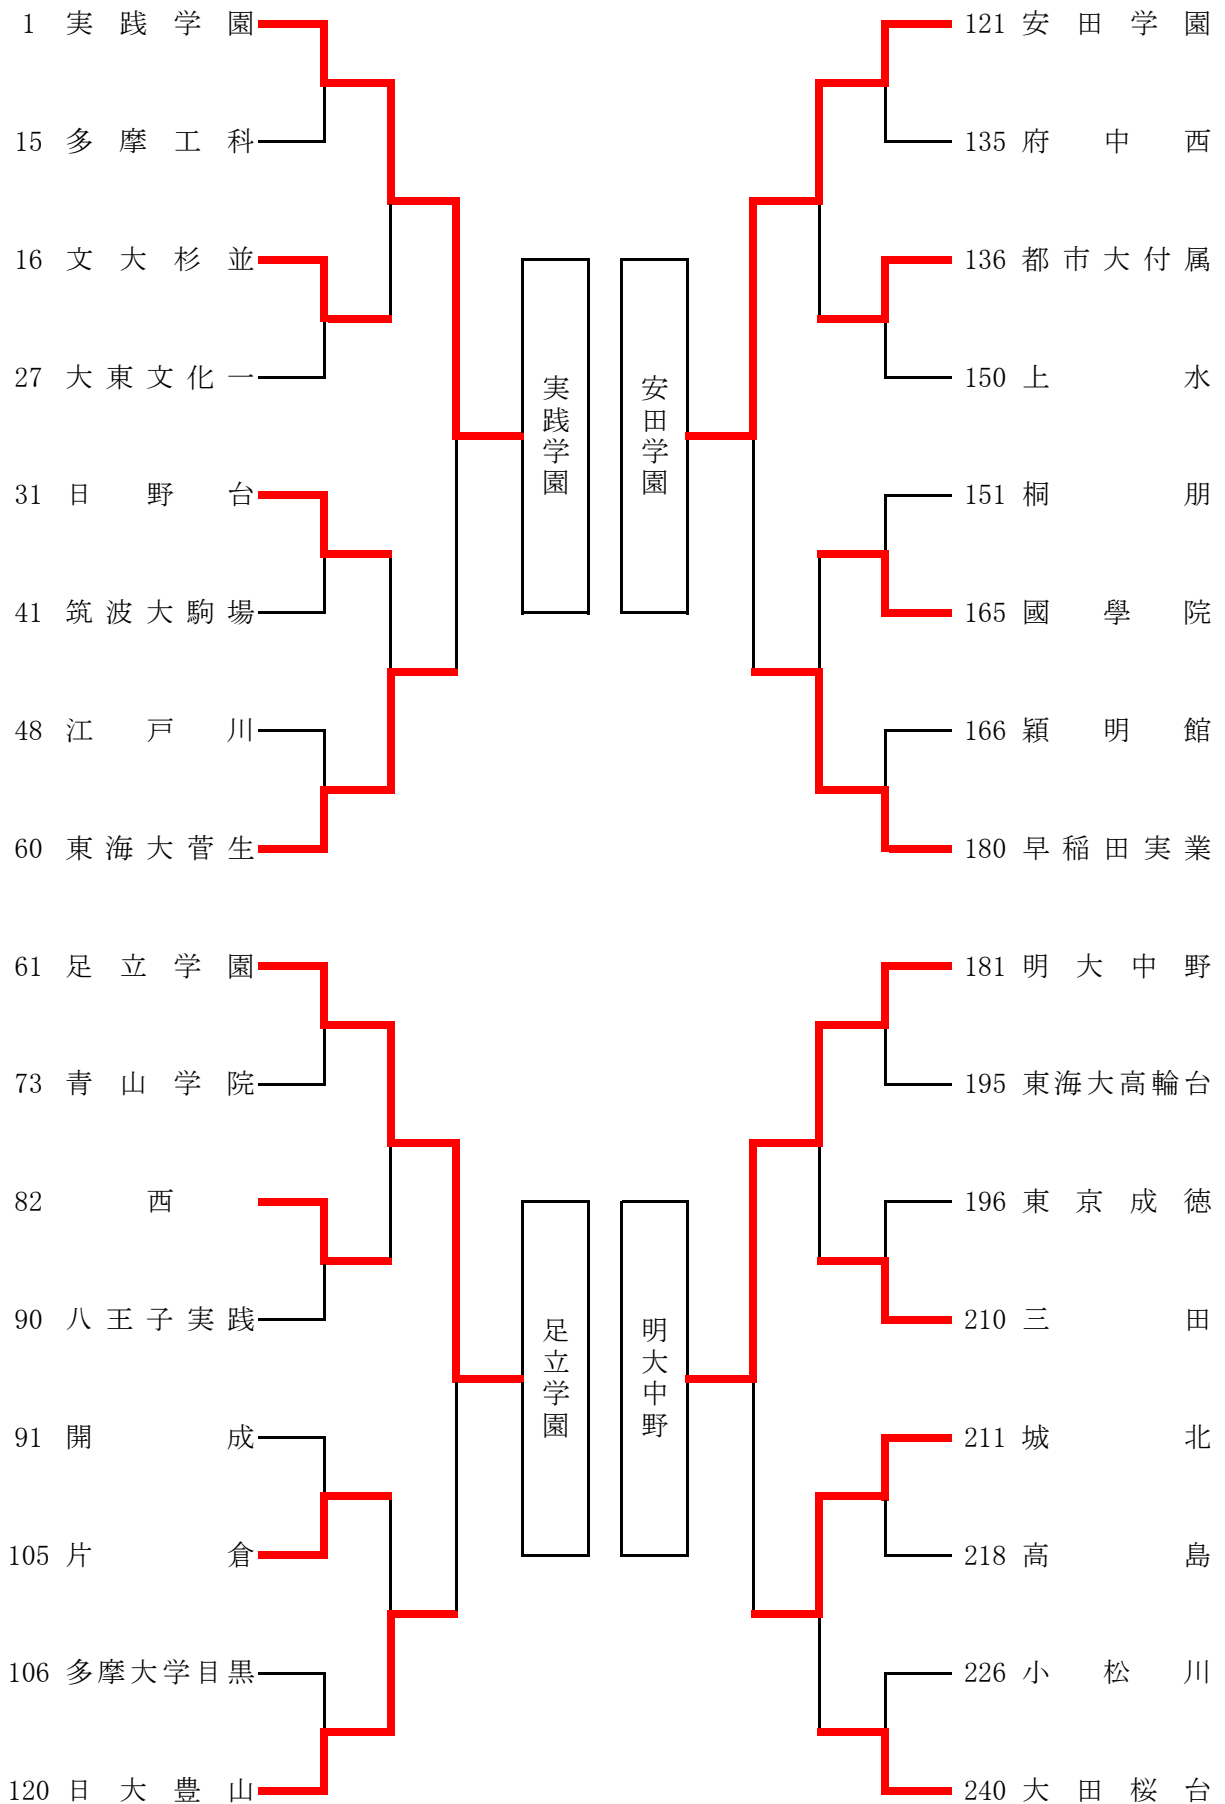 1 実践学園
15 多摩工科
16 文大杉並
27 大東文化一
31 日野台
41 筑波大駒場
48 江戸川
60 東海大菅生
61 足立学園
73 青山学院
82 西
90 八王子実践
91 開成
105 片倉
106 多摩大学目黒
120 日大豊山
実践学園
安田学園
足立学園
明大中野
121 安田学園
135 府中西
136 都市大付属
150 上水
151 桐朋
165 國學院
166 穎明館
180 早稲田実業
181 明大中野
195 東海大高輪台
196 東京成徳
210 三田
211 城北
218 高島
226 小松川
240 大田桜台